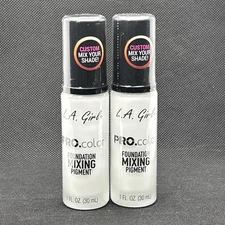 CUSTOM
MIX YOUR
SHADE!
L.A. Girl
PRO.color
FOUNDATION
MIXING
PIGMENT
1 FL. OZ (30 mL)
CUSTOM
MIX YOUR
SHADE!
L.A. Girl
PRO.color
FOUNDATION
MIXING
PIGMENT
1 FL. OZ (30 mL)